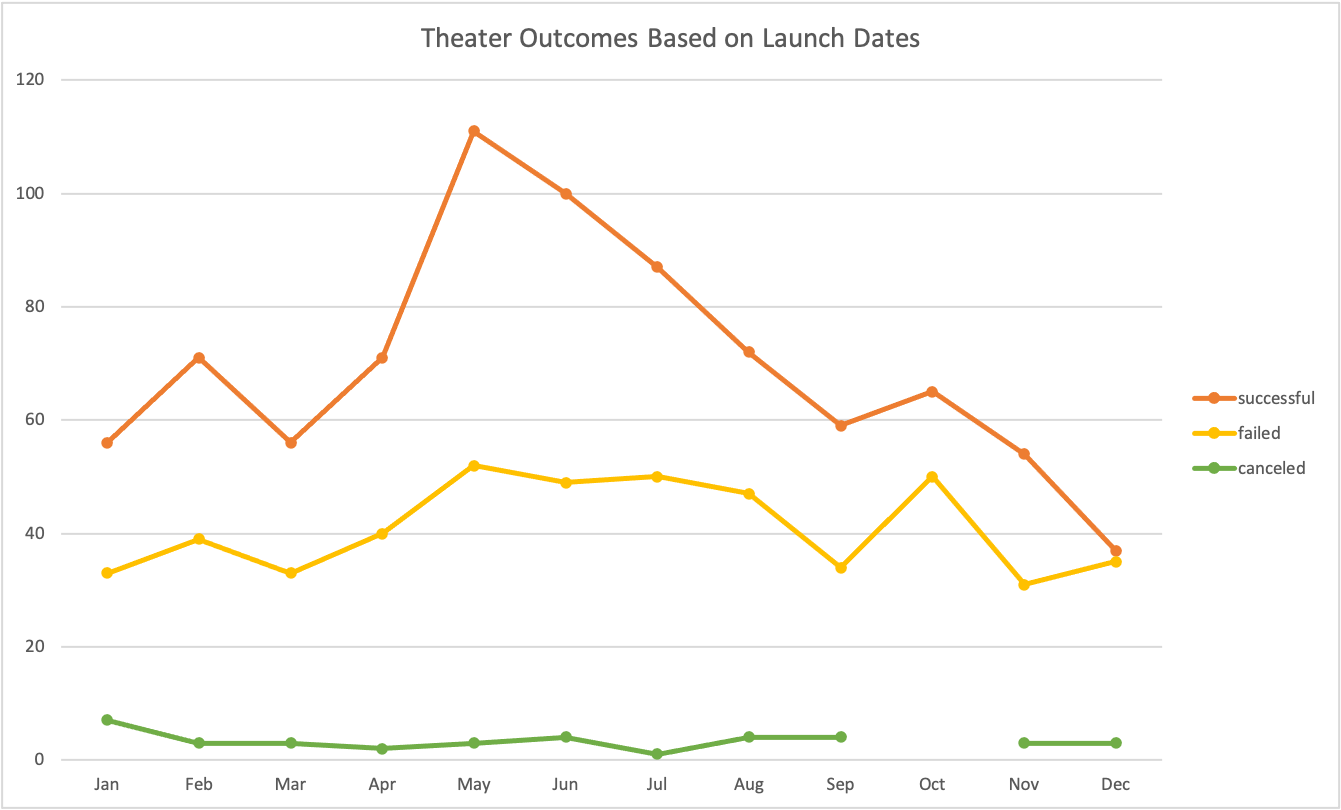 Theater Outcomes Based on Launch Dates
120
100
80
60
40
20
0
Jan Feb Mar Apr May Jun Jul Aug Sep Oct Nov Dec
successful
failed
canceled